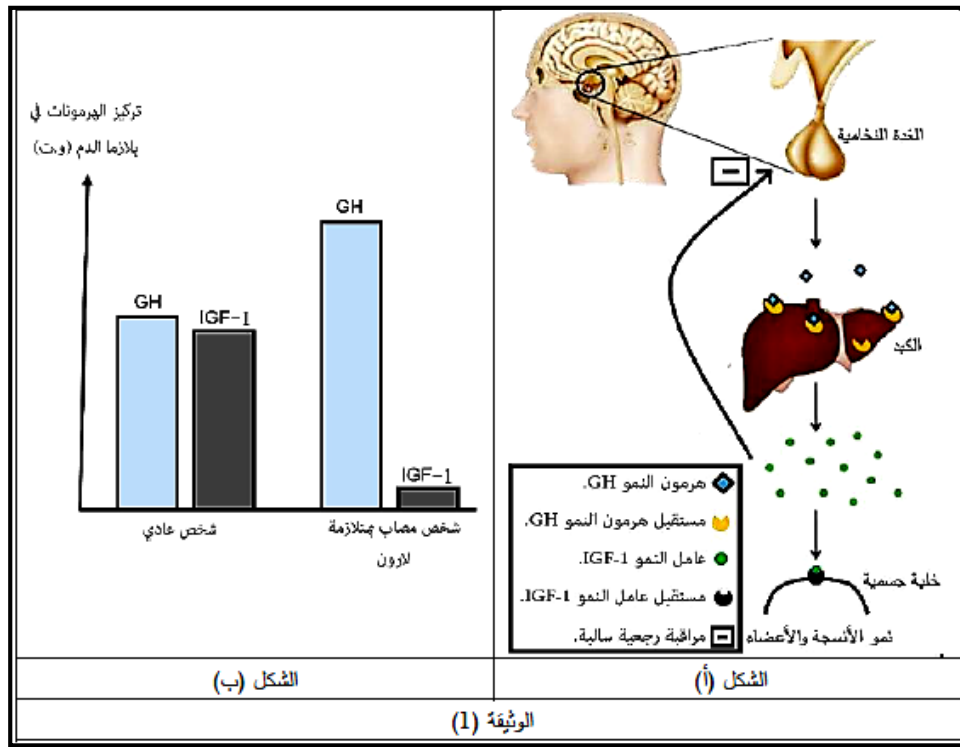 الغدة النخامية
الكبد
هرمون النمو GH.
مستقبل هرمون النمو GH.
عامل النمو IGF-1.
مستقبل عامل النمو IGF-1.
مراقبة رجعية سالبة.
خلية جسمية
نمو الأنسجة والأعضاء
الشكل (أ)
تركيز الهرمونات في
بلازما الدم (و.ت)
GH
IGF-1
GH
IGF-1
شخص عادي
شخص مصاب بمتلازمة
لارون
الشكل (ب)
الوثيقة (1)